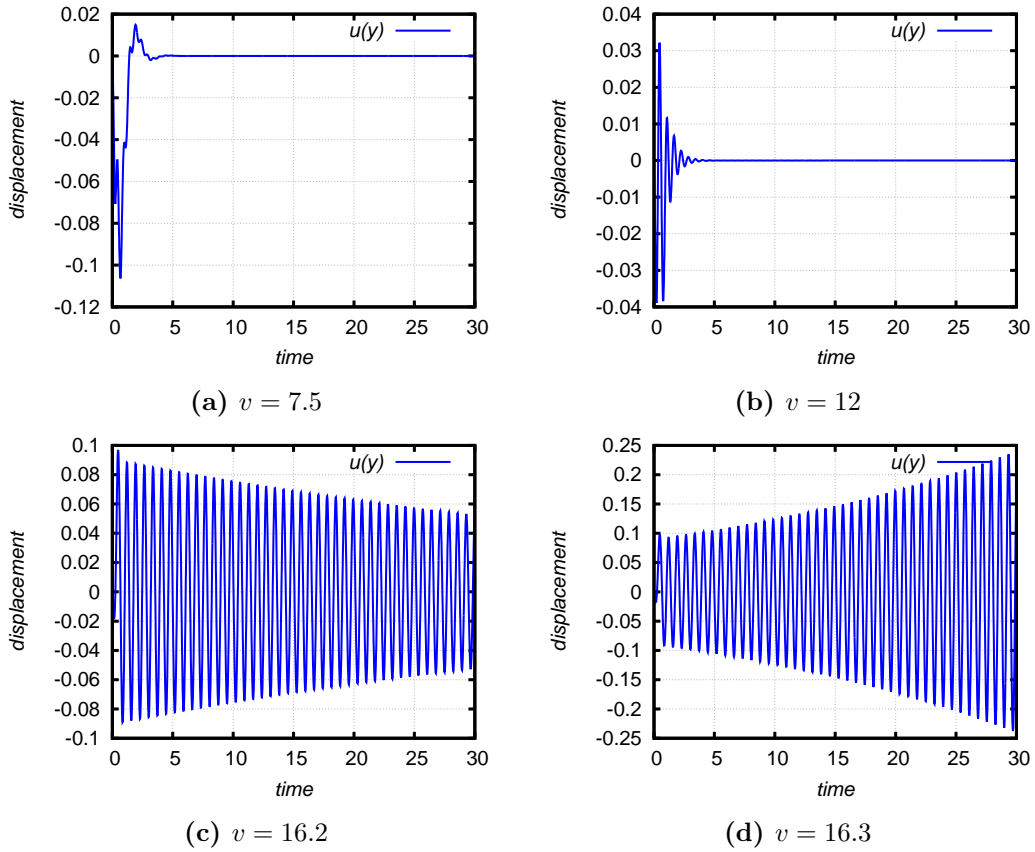 0.02
u(y)
0
-0.02
-0.04
-0.06
-0.08
-0.1
-0.12
displacement
0 5 10 15 20 25 30
time
(a) v = 7.5
0.04
u(y)
0.03
0.02
0.01
0
-0.01
-0.02
-0.03
-0.04
displacement
0 5 10 15 20 25 30
time
(b) v = 12
0.1
u(y)
0.08
0.06
0.04
0.02
0
-0.02
-0.04
-0.06
-0.08
-0.1
displacement
0 5 10 15 20 25 30
time
(c) v = 16.2
0.25
u(y)
0.2
0.15
0.1
0.05
0
-0.05
-0.1
-0.15
-0.2
-0.25
displacement
0 5 10 15 20 25 30
time
(d) v = 16.3